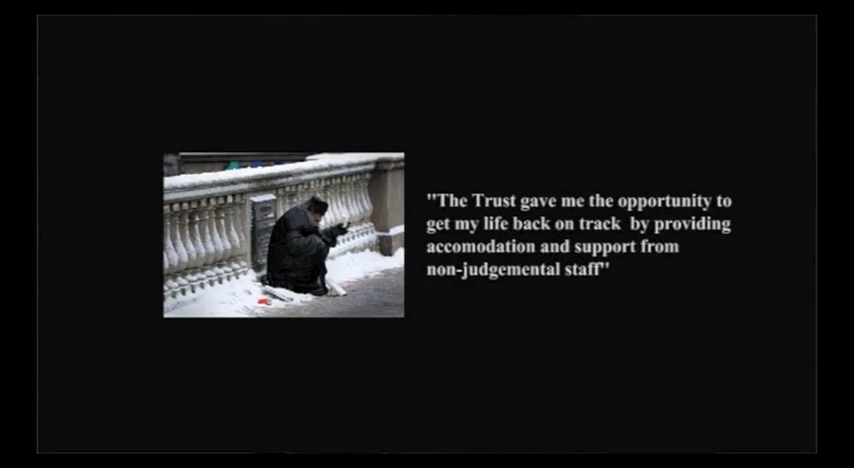 "The Trust gave me the opportunity to
get my life back on track  by providing
accomodation and support from
non-judgemental staff"